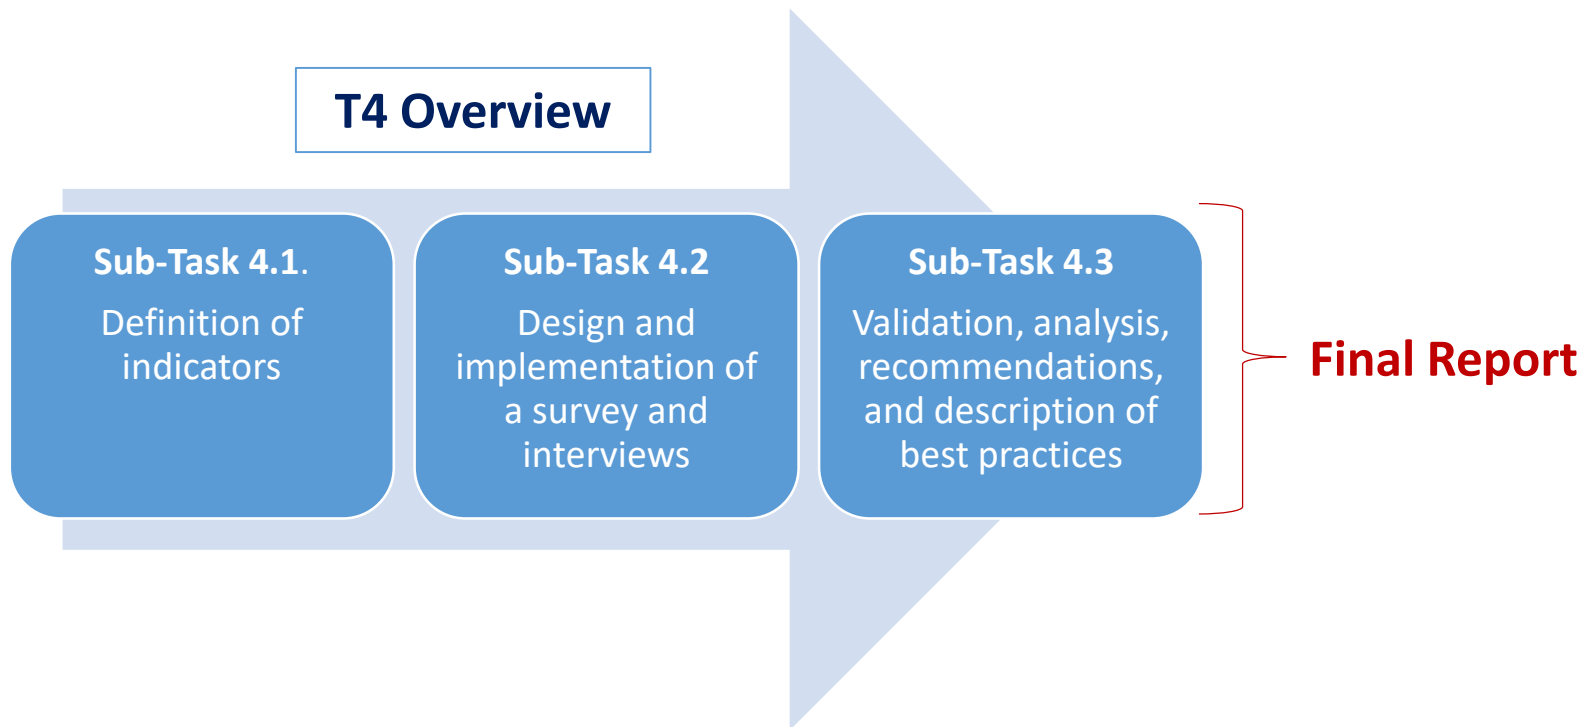 T4 Overview
Sub-Task 4.1.
Definition of
indicators
Sub-Task 4.2
Design and
implementation of
a survey and
interviews
Sub-Task 4.3
Validation, analysis,
recommendations,
and description of
best practices
Final Report